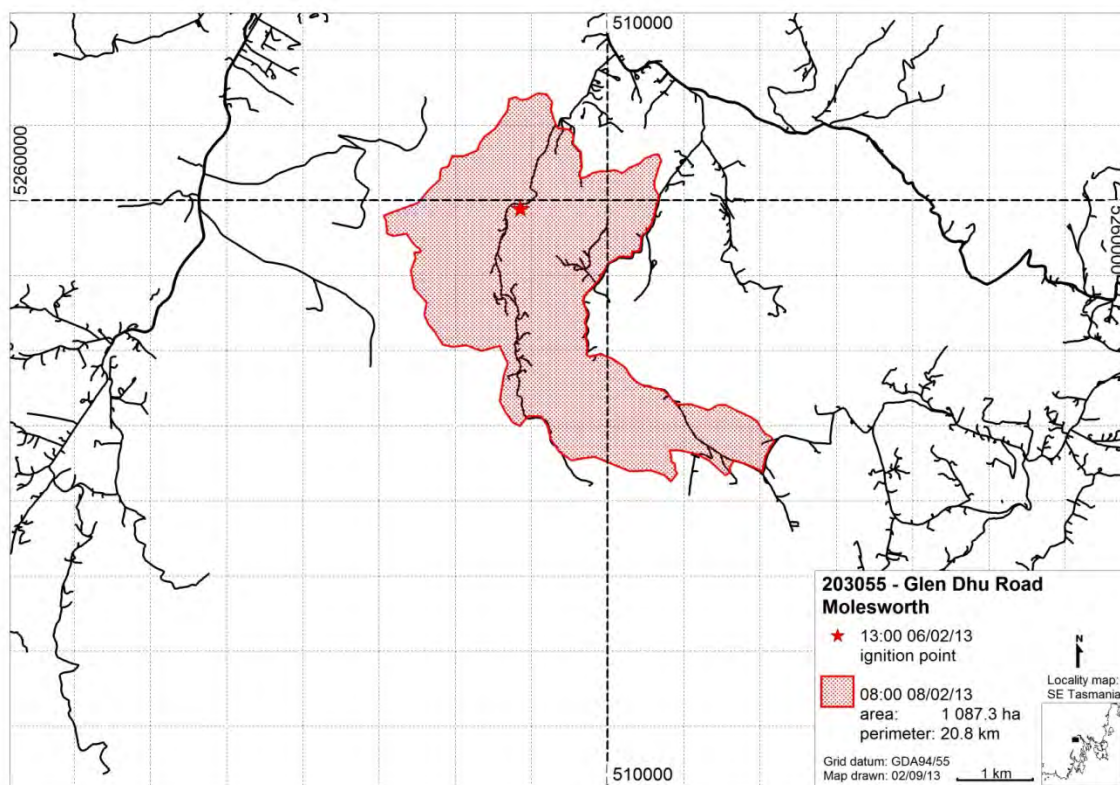 510000
5260000
5260000
203055 - Glen Dhu Road
Molesworth
13:00 06/02/13
ignition point
N
Locality map:
SE Tasmania
08:00 08/02/13
area: 1 087.3 ha
perimeter: 20.8 km
Grid datum: GDA94/55
Map drawn: 02/09/13
1 km
510000